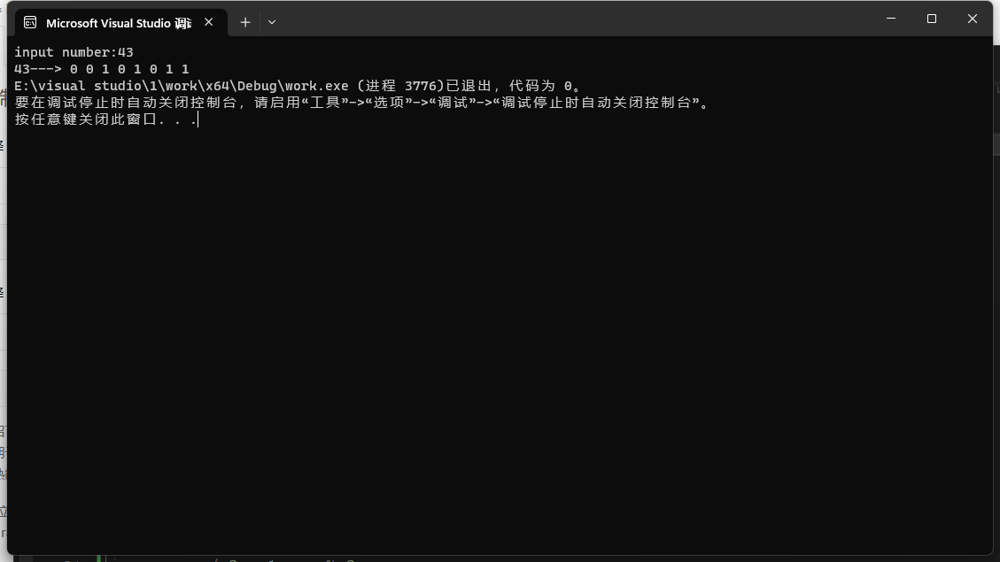 Microsoft Visual Studio 调试
input number:43
43---> 0 0 1 0 1 0 1 1
E:\visual studio\1\work\x64\Debug\work.exe (进程 3776)已退出，代码为 0。
要在调试停止时自动关闭控制台，请启用“工具”->“选项”->“调试”->“调试停止时自动关闭控制台”。
按任意键关闭此窗口. . .